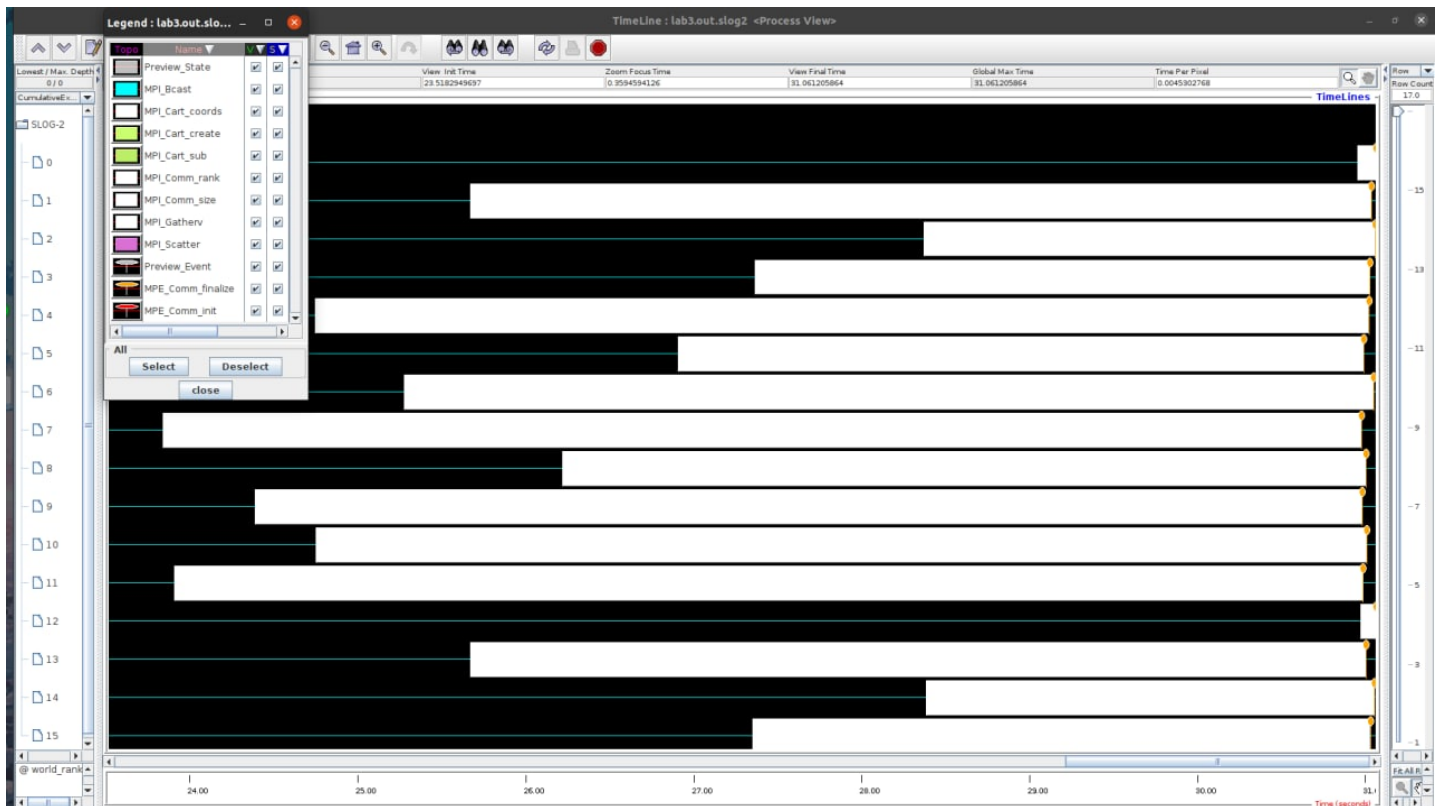 Legend : lab3.out.slo...
TimeLine : lab3.out.slog2 <Process View>
Topo Name V S
Preview_State
MPI_Bcast
MPI_Cart_coords
MPI_Cart_create
MPI_Cart_sub
MPI_Comm_rank
MPI_Comm_size
MPI_Gatherv
MPI_Scatter
Preview_Event
MPE_Comm_finalize
MPE_Comm_init
All
Select Deselect
close
Lowest / Max. Depth
0 / 0
CumulativeEx...
SLOG-2
0
1
2
3
4
5
6
7
8
9
10
11
12
13
14
15
@ world_rank
View Init Time Zoom Focus Time View Final Time Global Max Time Time Per Pixel
23.5182949697 0.3594594126 31.061205864 31.061205864 0.0045302768
TimeLines
24.00 25.00 26.00 27.00 28.00 29.00 30.00 31.
Time (seconds)
Row
Row Count
17.0
15
13
11
9
7
5
3
1
Fit All R